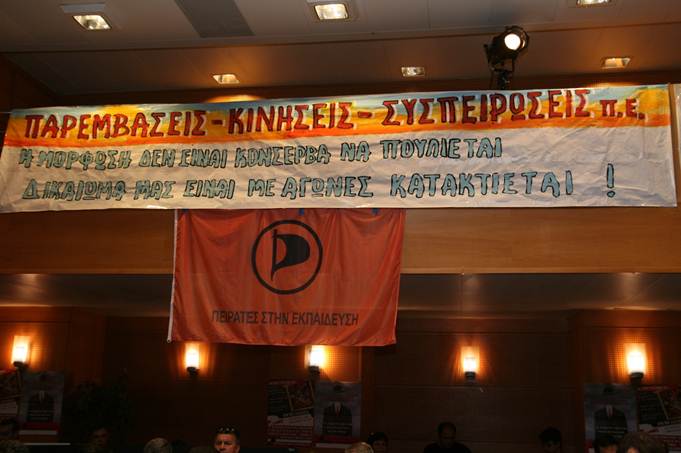 ΠΑΡΕΜΒΑΣΕΙΣ - ΚΙΝΗΣΕΙΣ - ΣΥΣΠΕΙΡΩΣΕΙΣ π.Ε.
Η ΜΟΡΦΩΣΗ ΔΕΝ ΕΙΝΑΙ ΚΟΝΣΕΡΒΑ ΝΑ ΠΟΥΛΙΕΤΑΙ
ΔΙΚΑΙΩΜΑ ΜΑΣ ΕΙΝΑΙ ΜΕ ΑΓΩΝΕΣ ΚΑΤΑΚΤΙΕΤΑΙ !
ΠΕΙΡΑΤΕΣ ΣΤΗΝ ΕΚΠΑΙΔΕΥΣΗ